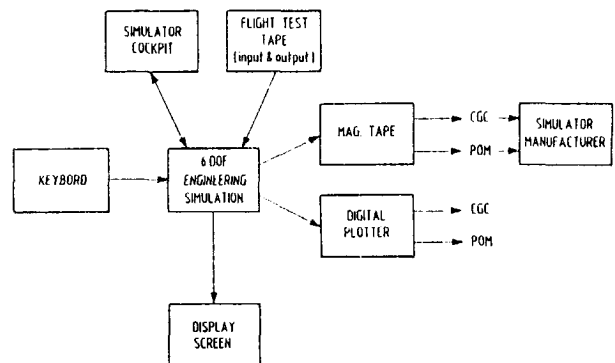 SIMULATOR
COCKPIT
FLIGHT TEST
TAPE
(input & output)
MAG. TAPE
CGC
POM
SIMULATOR
MANUFACTURER
KEYBORD
6 DOF
ENGINEERING
SIMULATION
DIGITAL
PLOTTER
CGC
POM
DISPLAY
SCREEN